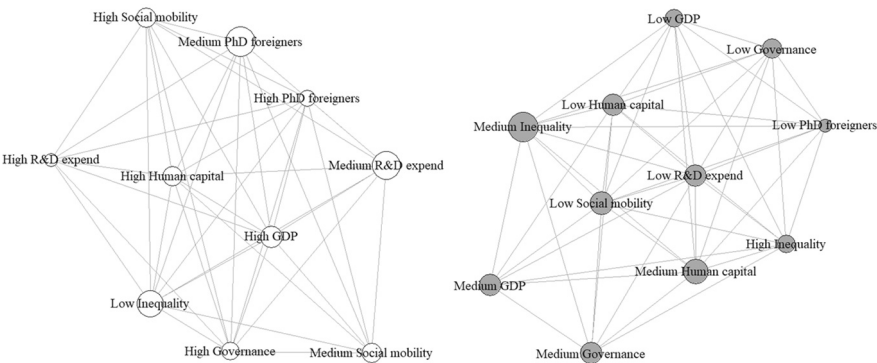 High Social mobility
Medium PhD foreigners
High PhD foreigners
High R&D expend
Medium R&D expend
High Human capital
High GDP
Low Inequality
High Governance
Medium Social mobility
Low GDP
Low Governance
Low Human capital
Medium Inequality
Low PhD foreigners
Low R&D expend
Low Social mobility
High Inequality
Medium Human capital
Medium GDP
Medium Governance